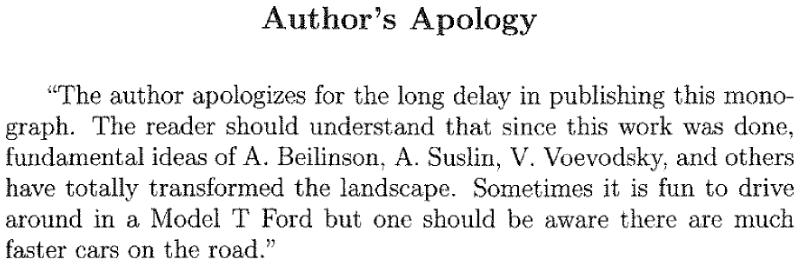 Author's Apology
“The author apologizes for the long delay in publishing this mono-
graph. The reader should understand that since this work was done,
fundamental ideas of A. Beilinson, A. Suslin, V. Voevodsky, and others
have totally transformed the landscape. Sometimes it is fun to drive
around in a Model T Ford but one should be aware there are much
faster cars on the road.”